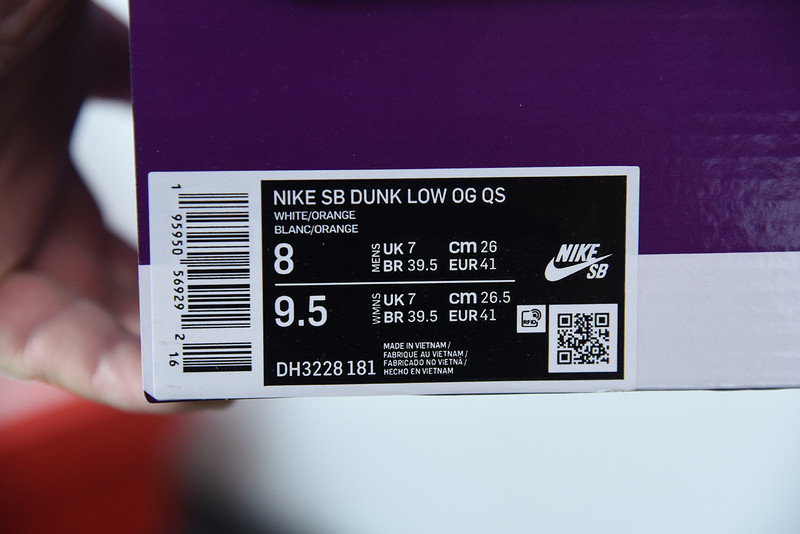 NIKE SB DUNK LOW OG QS
WHITE/ORANGE
BLANC/ORANGE
8 MENS UK 7 cm 26
BR 39.5 EUR 41
9.5 WMNS UK 7 cm 26.5
BR 39.5 EUR 41
NIKE
SB
RFID
DH3228 181
MADE IN VIETNAM /
FABRIQUE AU VIETNAM /
FABRICADO NO VIETNÃ /
HECHO EN VIETNAM
1 95950 56929 2 16